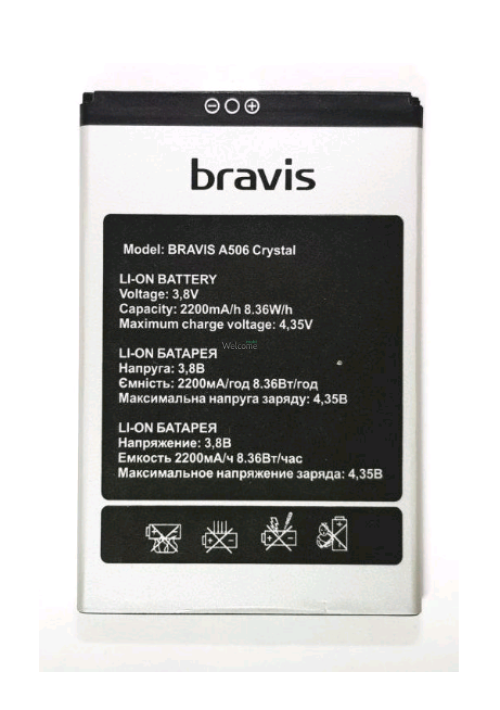 bravis
Model: BRAVIS A506 Crystal
LI-ON BATTERY
Voltage: 3,8V
Capacity: 2200mA/h 8.36W/h
Maximum charge voltage: 4,35V
Welcome
LI-ON БАТАРЕЯ
Напруга: 3,8В
Ємність: 2200мА/год 8.36Вт/год
Максимальна напруга заряду: 4,35В
LI-ON БАТАРЕЯ
Напряжение: 3,8В
Емкость 2200мА/ч 8.36Вт/час
Максимальное напряжение заряда: 4,35В